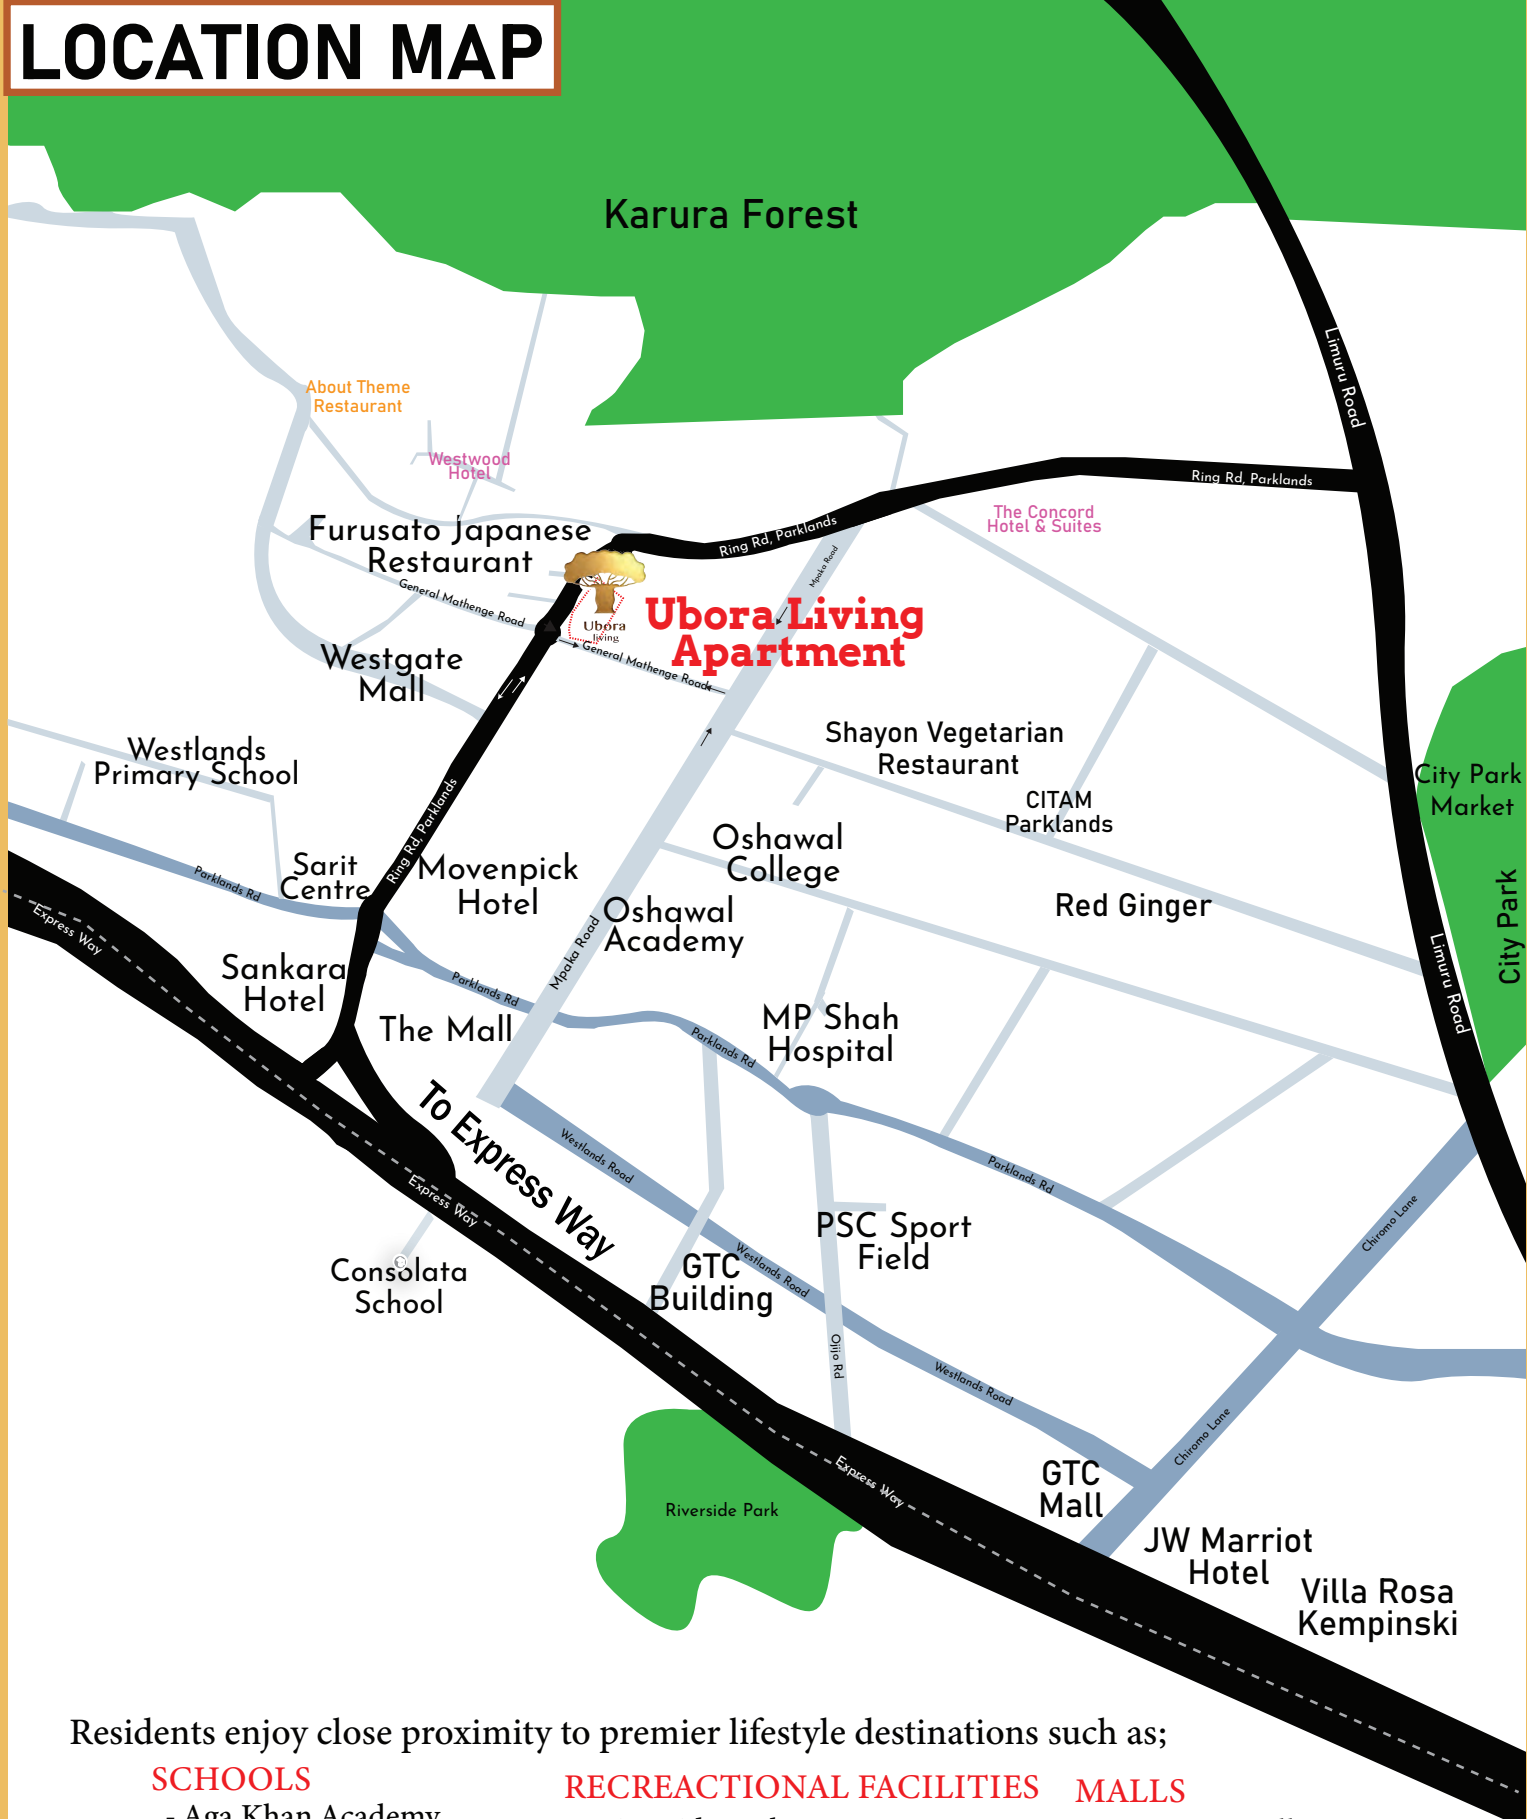 LOCATION MAP
Karura Forest
Limuru Road
About Theme
Restaurant
Westwood
Hotel
Ring Rd, Parklands
The Concord
Hotel & Suites
Furusato Japanese
Restaurant
Ring Rd, Parklands
Mpaka Road
General Mathenge Road
Ubora
living
Ubora Living
Apartment
General Mathenge Road
Westgate
Mall
Shayon Vegetarian
Restaurant
Westlands
Primary School
City Park
Market
CITAM
Parklands
Ring Rd, Parklands
Oshawal
College
Sarit
Centre
Movenpick
Hotel
Parklands Rd
Oshawal
Academy
Red Ginger
City Park
Express Way
Mpaka Road
Limuru Road
Sankara
Hotel
Parklands Rd
The Mall
MP Shah
Hospital
Parklands Rd
To Express Way
Westlands Road
Parklands Rd
Express Way
Chiromo Lane
PSC Sport
Field
Consolata
School
GTC
Building
Westlands Road
Ojijo Rd
Westlands Road
Chiromo Lane
GTC
Mall
Express Way
Riverside Park
JW Marriot
Hotel
Villa Rosa
Kempinski
Residents enjoy close proximity to premier lifestyle destinations such as;
SCHOOLS
RECREACTIONAL FACILITIES
MALLS
- Aga Khan Academy